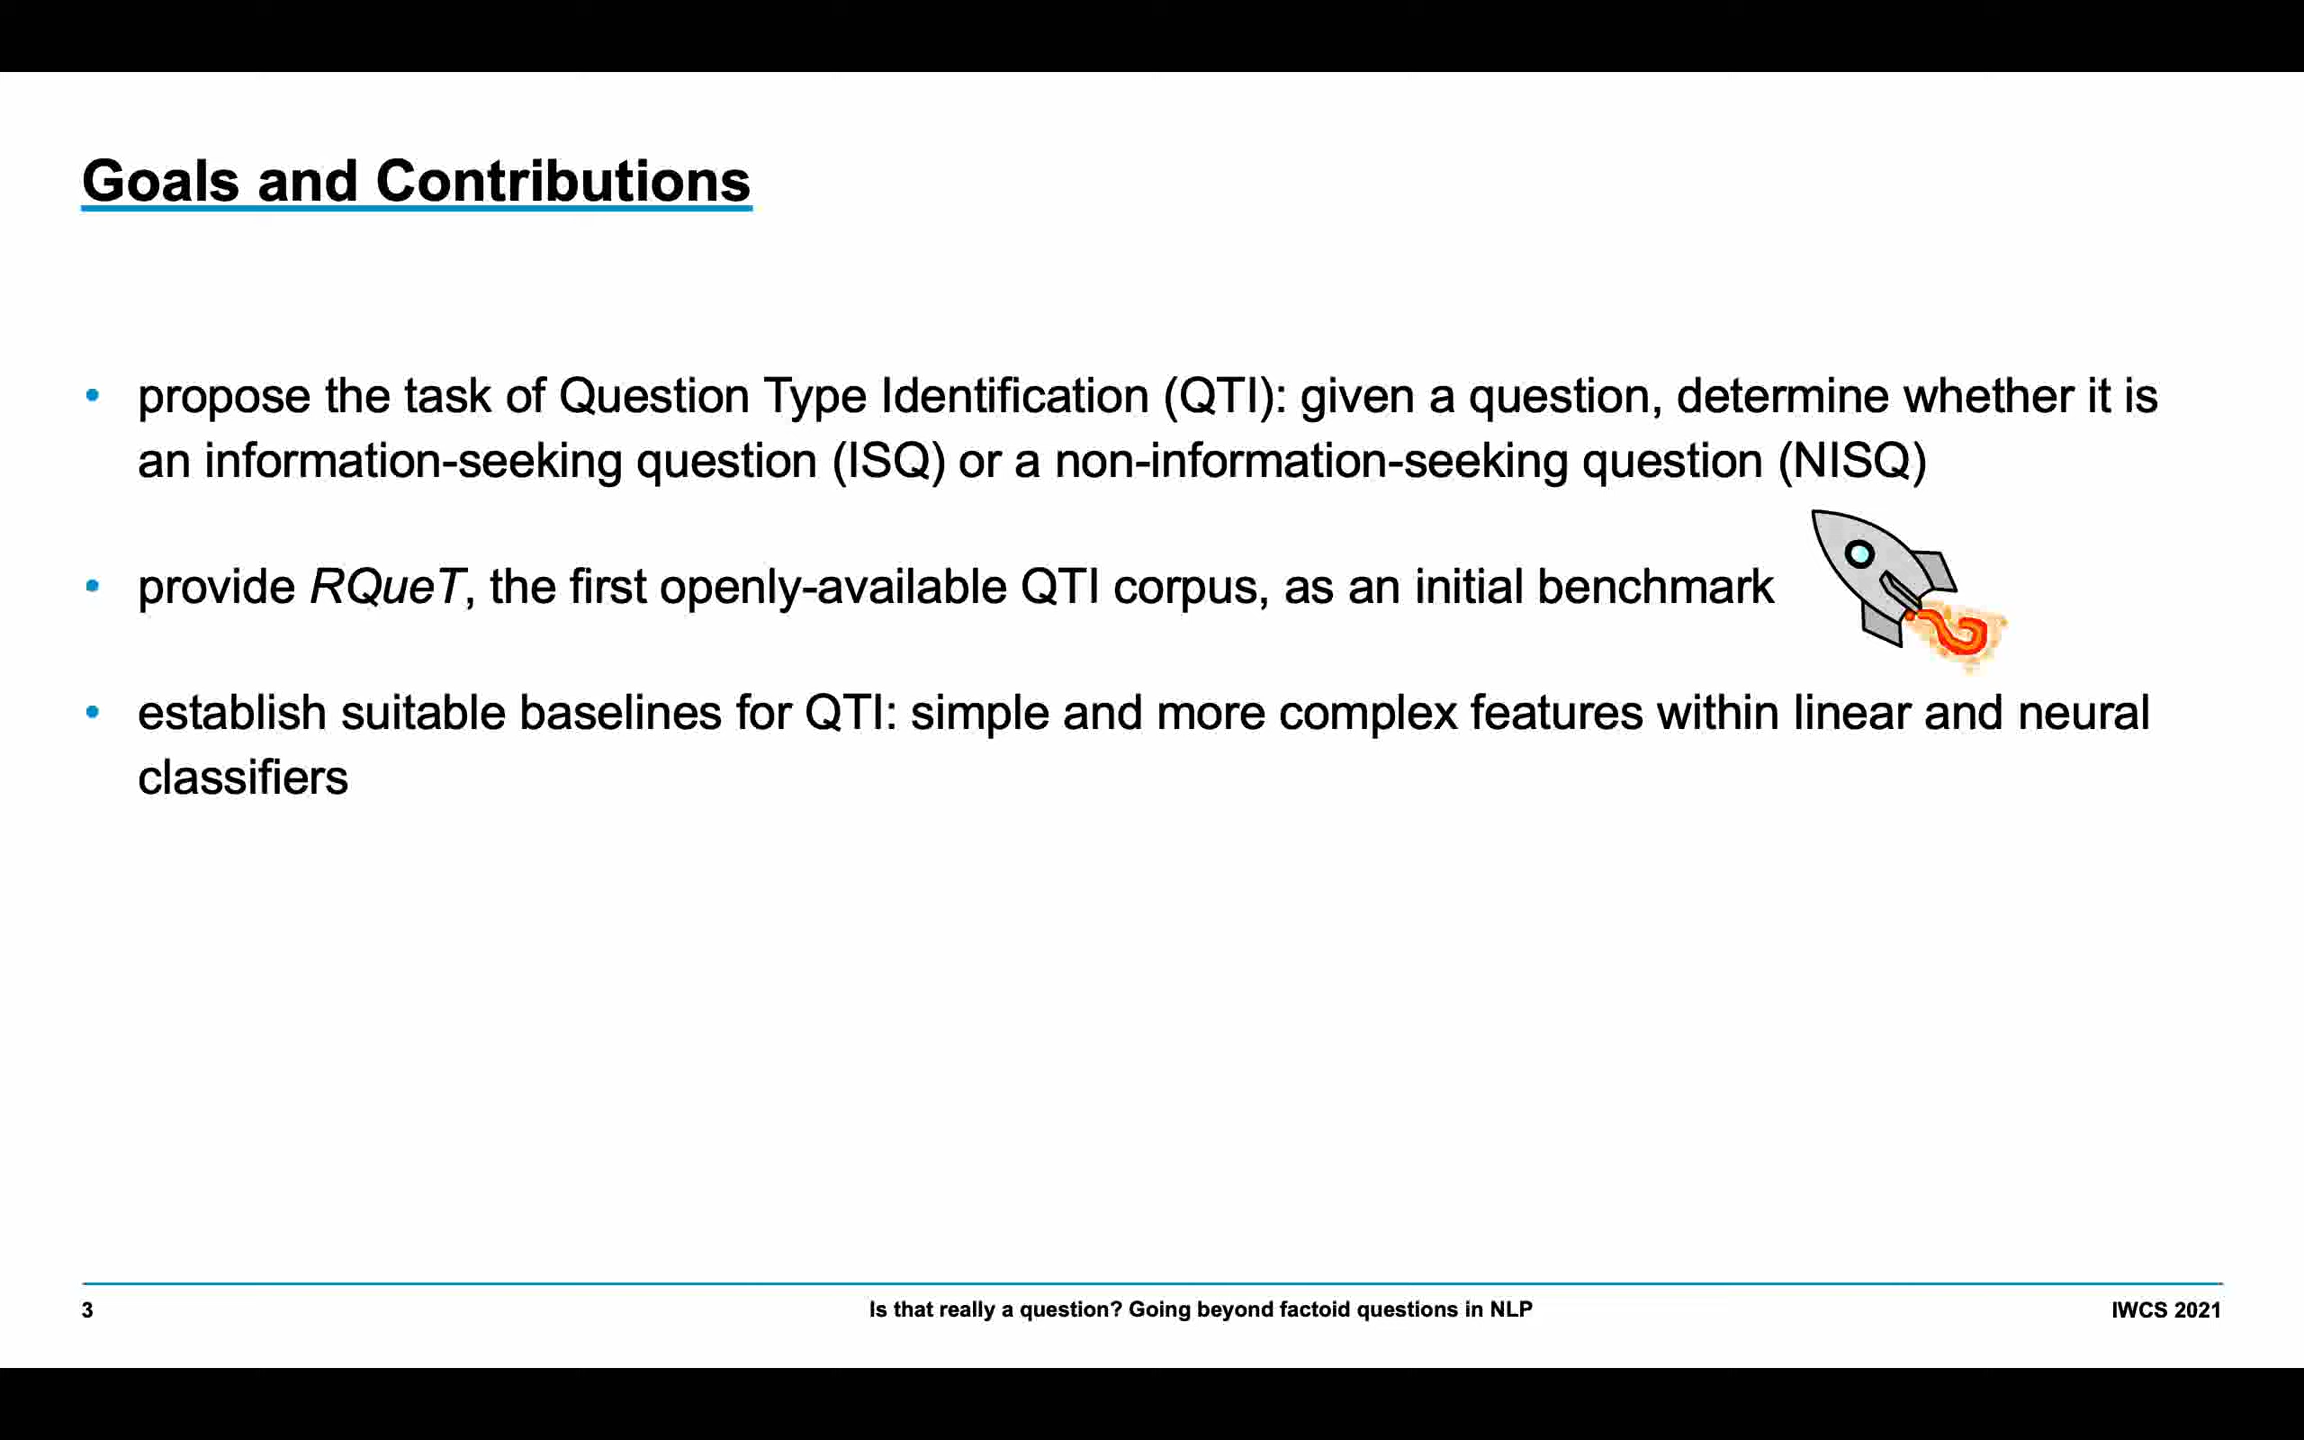 Goals and Contributions
• propose the task of Question Type Identification (QTI): given a question, determine whether it is
an information-seeking question (ISQ) or a non-information-seeking question (NISQ)
• provide RQueT, the first openly-available QTI corpus, as an initial benchmark
• establish suitable baselines for QTI: simple and more complex features within linear and neural
classifiers
3 Is that really a question? Going beyond factoid questions in NLP IWCS 2021